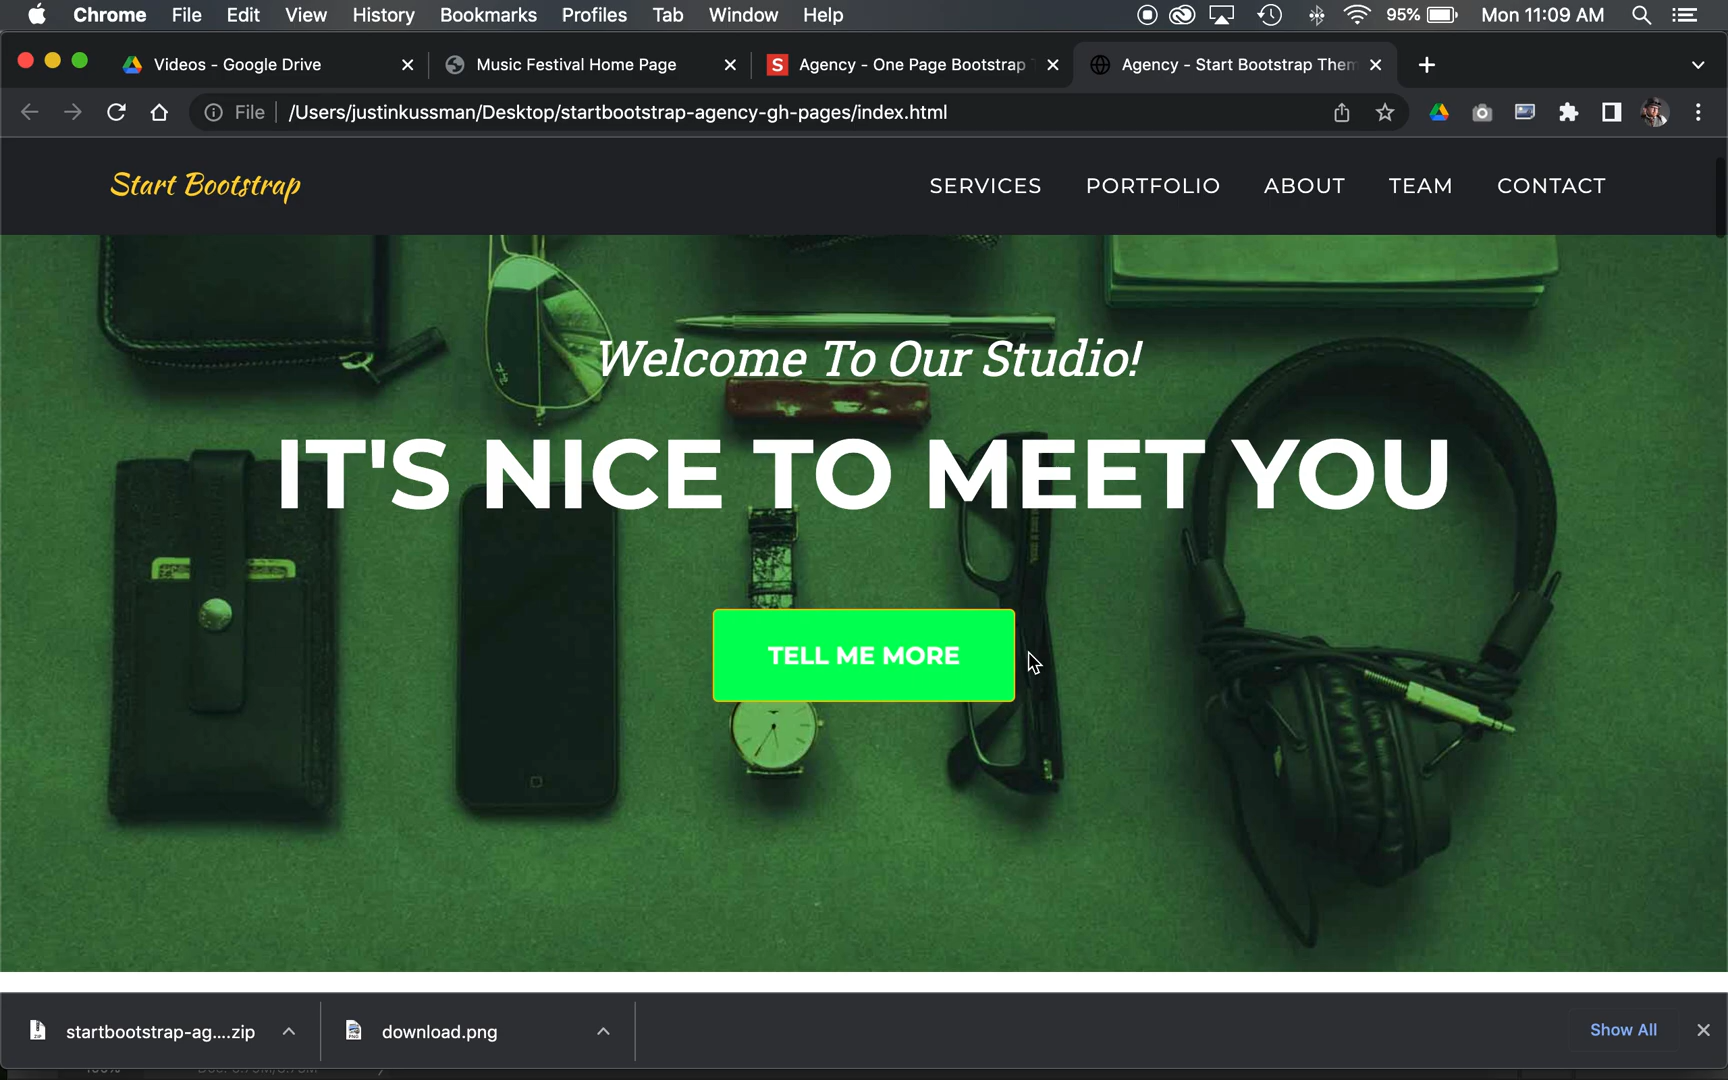 Chrome File Edit View History Bookmarks Profiles Tab Window Help 95% Mon 11:09 AM
Videos - Google Drive Music Festival Home Page S Agency - One Page Bootstrap Agency - Start Bootstrap Them
File /Users/justinkussman/Desktop/startbootstrap-agency-gh-pages/index.html
Start Bootstrap SERVICES PORTFOLIO ABOUT TEAM CONTACT
Welcome To Our Studio!
IT'S NICE TO MEET YOU
TELL ME MORE
startbootstrap-ag....zip download.png Show All